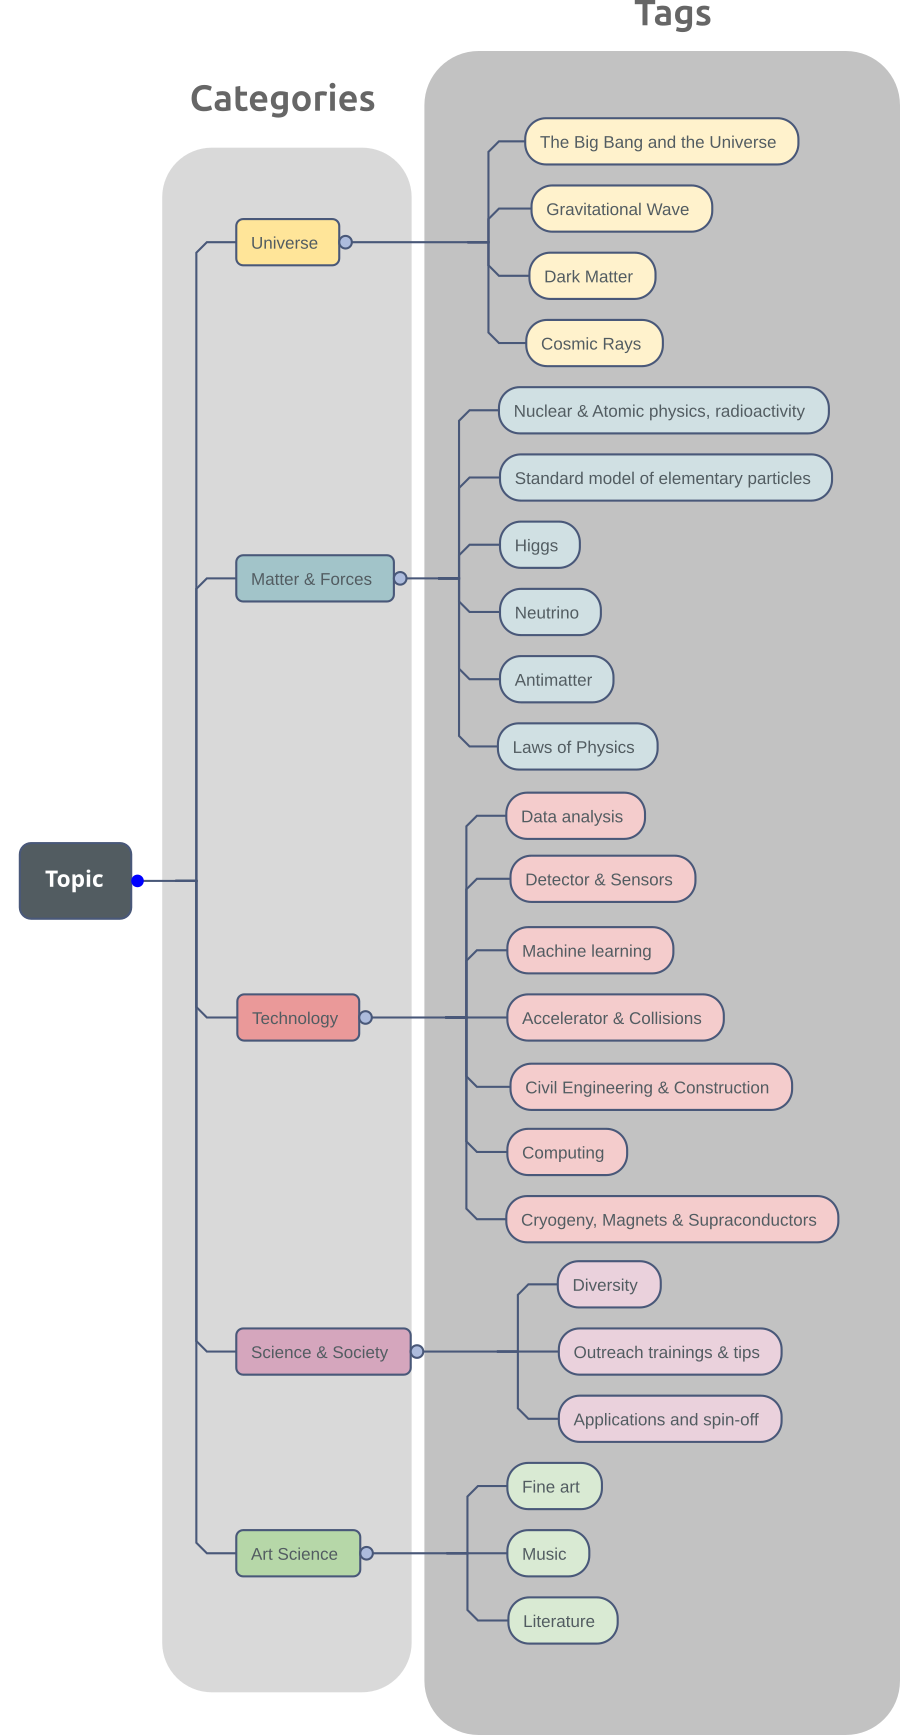 Tags
Categories
The Big Bang and the Universe
Gravitational Wave
Universe
Dark Matter
Cosmic Rays
Nuclear & Atomic physics, radioactivity
Standard model of elementary particles
Higgs
Matter & Forces
Neutrino
Antimatter
Laws of Physics
Data analysis
Detector & Sensors
Topic
Machine learning
Technology
Accelerator & Collisions
Civil Engineering & Construction
Computing
Cryogeny, Magnets & Supraconductors
Diversity
Science & Society
Outreach trainings & tips
Applications and spin-off
Fine art
Art Science
Music
Literature